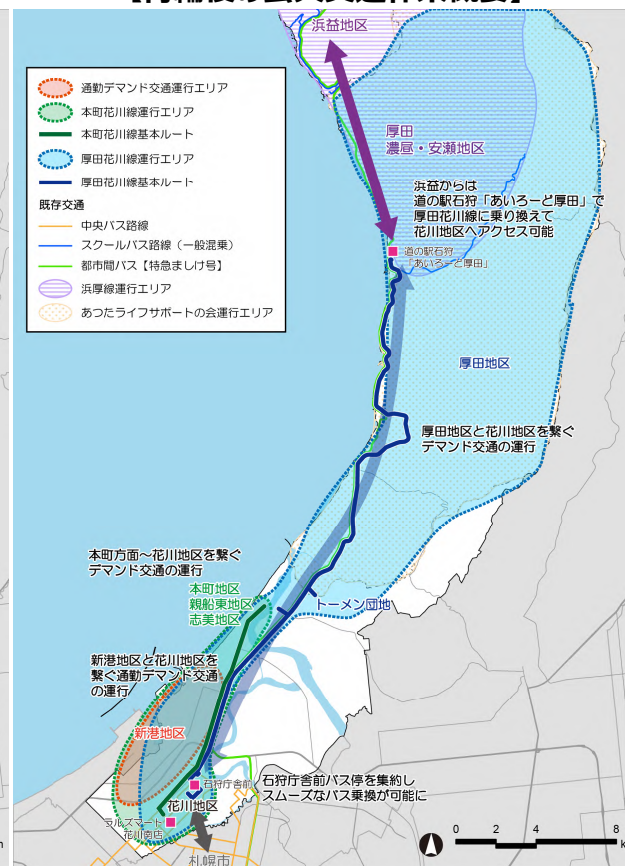 浜益地区
通勤デマンド交通運行エリア
本町花川線運行エリア
本町花川線基本ルート
厚田花川線運行エリア
厚田花川線基本ルート
既存交通
中央バス路線
スクールバス路線（一般混乗）
都市間バス【特急ましけ号】
浜厚線運行エリア
あつたライフサポートの会運行エリア
厚田
濃昼・安瀬地区
浜益からは
道の駅石狩「あいろーど厚田」で
厚田花川線に乗り換えて
花川地区へアクセス可能
道の駅石狩
「あいろーど厚田」
厚田地区
厚田地区と花川地区を繋ぐ
デマンド交通の運行
本町方面～花川地区を繋ぐ
デマンド交通の運行
本町地区
親船東地区
志美地区
トーメン団地
新港地区と花川地区を
繋ぐ通勤デマンド交通
の運行
新港地区
石狩庁舎前
石狩庁舎前バス停を集約し
スムーズなバス乗換が可能に
花川地区
ラルズマート
花川南店
札幌市
0 2 4 8